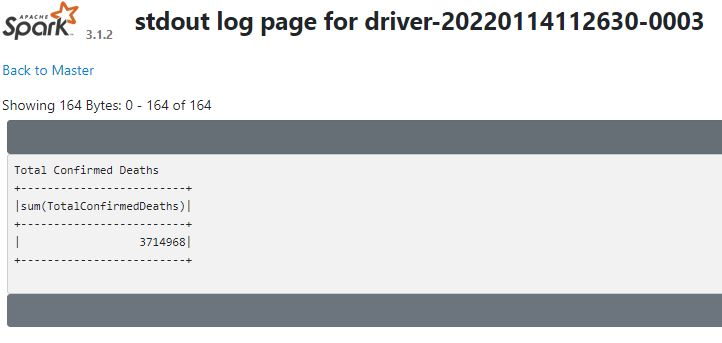 APACHE
Spark 3.1.2 stdout log page for driver-20220114112630-0003
Back to Master
Showing 164 Bytes: 0 - 164 of 164
Total Confirmed Deaths
+-------------------------+
|sum(TotalConfirmedDeaths)|
+-------------------------+
|                  3714968|
+-------------------------+